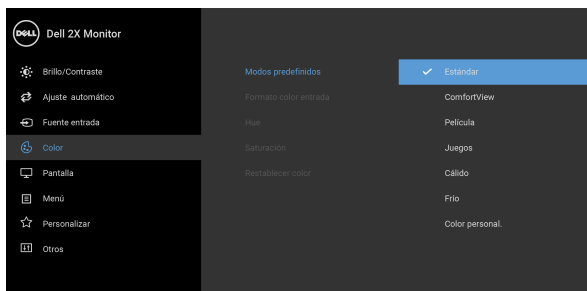 DELL Dell 2X Monitor
Brillo/Contraste
Ajuste automático
Fuente entrada
Color
Pantalla
Menú
Personalizar
Otros
Modos predefinidos
Formato color entrada
Hue
Saturación
Restablecer color
Estándar
ComfortView
Película
Juegos
Cálido
Frío
Color personal.